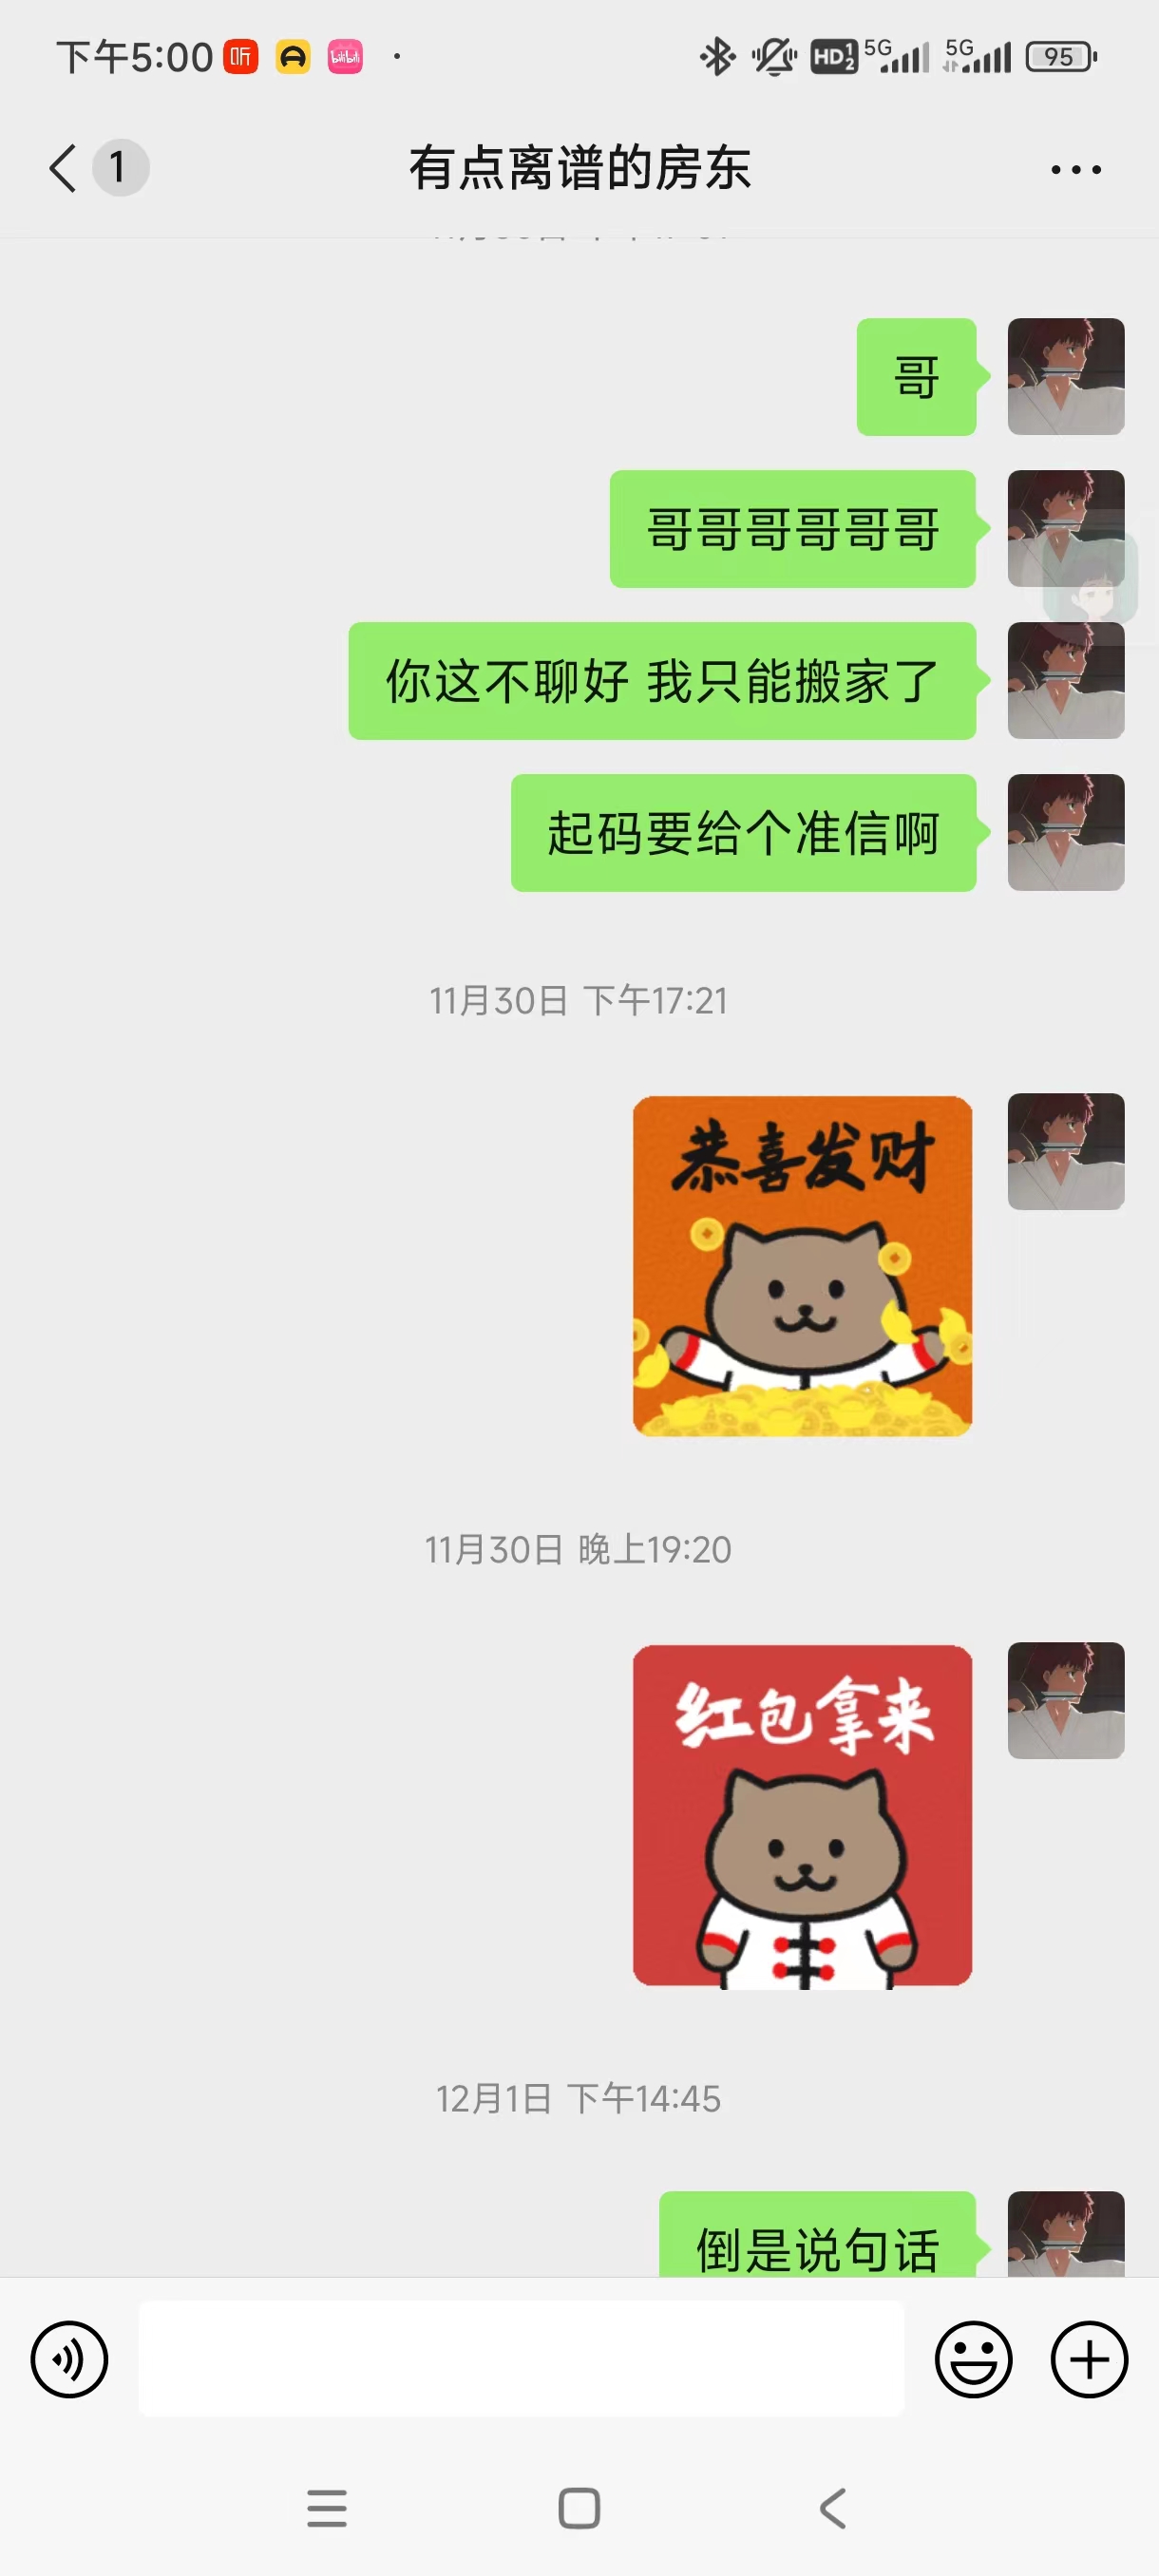 下午5:00 听 bilibili HD 1 2 5G 5G 95
1 有点离谱的房东
哥
哥哥哥哥哥哥
你这不聊好 我只能搬家了
起码要给个准信啊
11月30日 下午17:21
恭喜发财
11月30日 晚上19:20
红包拿来
12月1日 下午14:45
倒是说句话